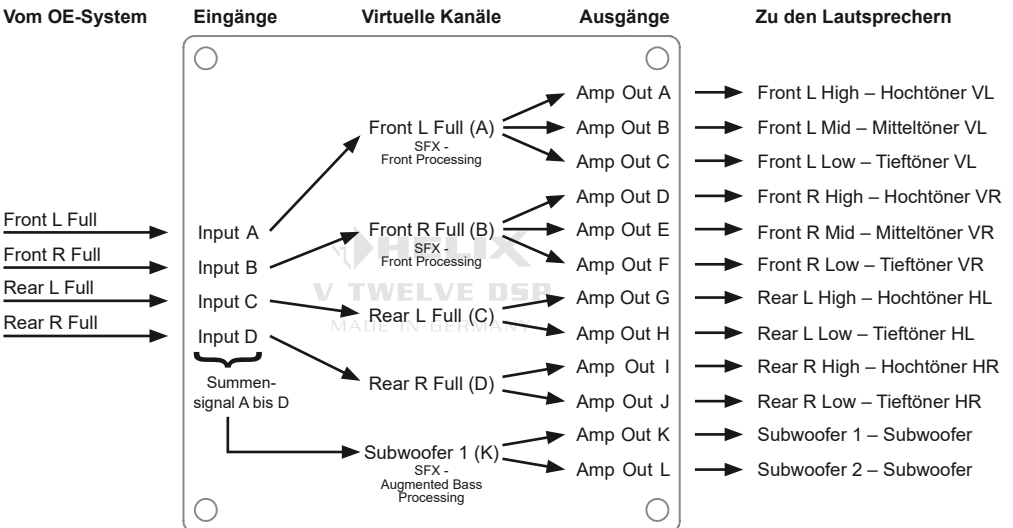 Vom OE-System Eingänge Virtuelle Kanäle Ausgänge Zu den Lautsprechern
Front L Full
Front R Full
Rear L Full
Rear R Full
Input A
Input B
Input C
Input D
Summen-
signal A bis D
Front L Full (A)
SFX -
Front Processing
Front R Full (B)
SFX -
Front Processing
Rear L Full (C)
Rear R Full (D)
Subwoofer 1 (K)
SFX -
Augmented Bass
Processing
HELIX
V TWELVE DSP
MADE IN GERMANY
Amp Out A Front L High – Hochtöner VL
Amp Out B Front L Mid – Mitteltöner VL
Amp Out C Front L Low – Tieftöner VL
Amp Out D Front R High – Hochtöner VR
Amp Out E Front R Mid – Mitteltöner VR
Amp Out F Front R Low – Tieftöner VR
Amp Out G Rear L High – Hochtöner HL
Amp Out H Rear L Low – Tieftöner HL
Amp Out I Rear R High – Hochtöner HR
Amp Out J Rear R Low – Tieftöner HR
Amp Out K Subwoofer 1 – Subwoofer
Amp Out L Subwoofer 2 – Subwoofer